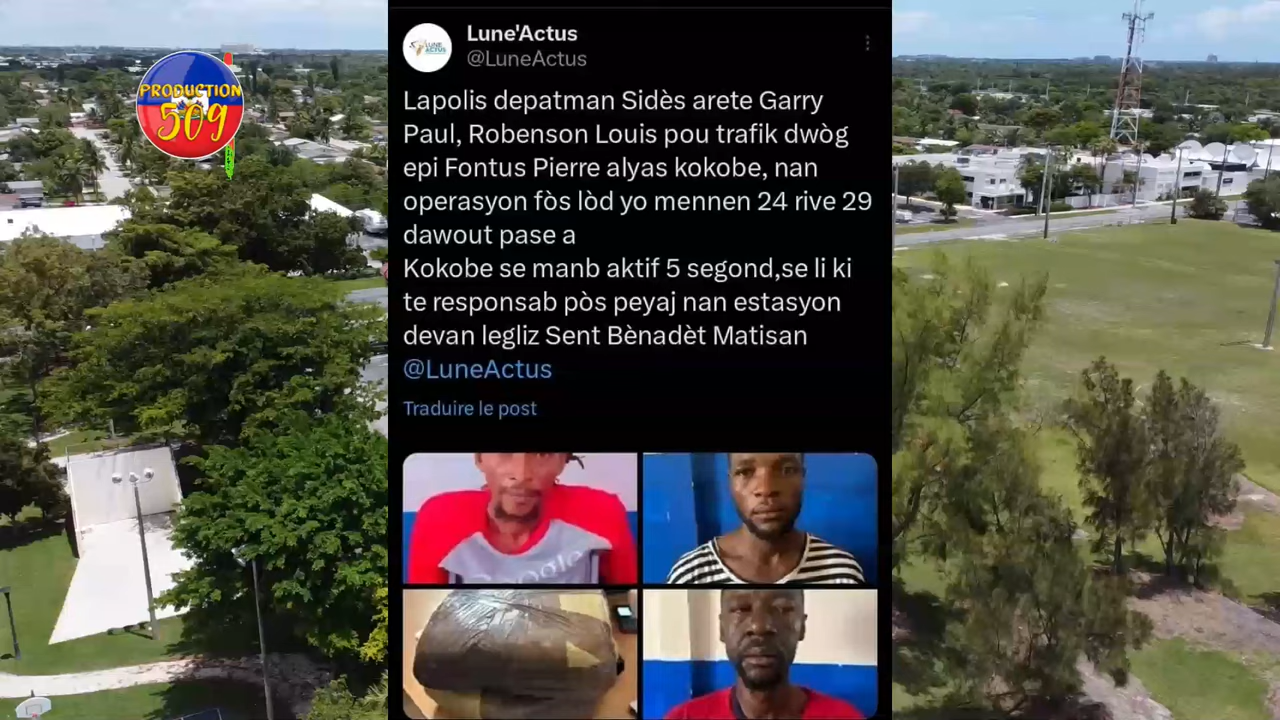 PRODUCTION
509
Lune'Actus
@LuneActus
Lapolis depatman Sidès arete Garry
Paul, Robenson Louis pou trafik dwòg
epi Fontus Pierre alyas kokobe, nan
operasyon fòs lòd yo mennen 24 rive 29
dawout pase a
Kokobe se manb aktif 5 segond,se li ki
te responsab pòs peyaj nan estasyon
devan legliz Sent Bènadèt Matisan
@LuneActus
Traduire le post
Google